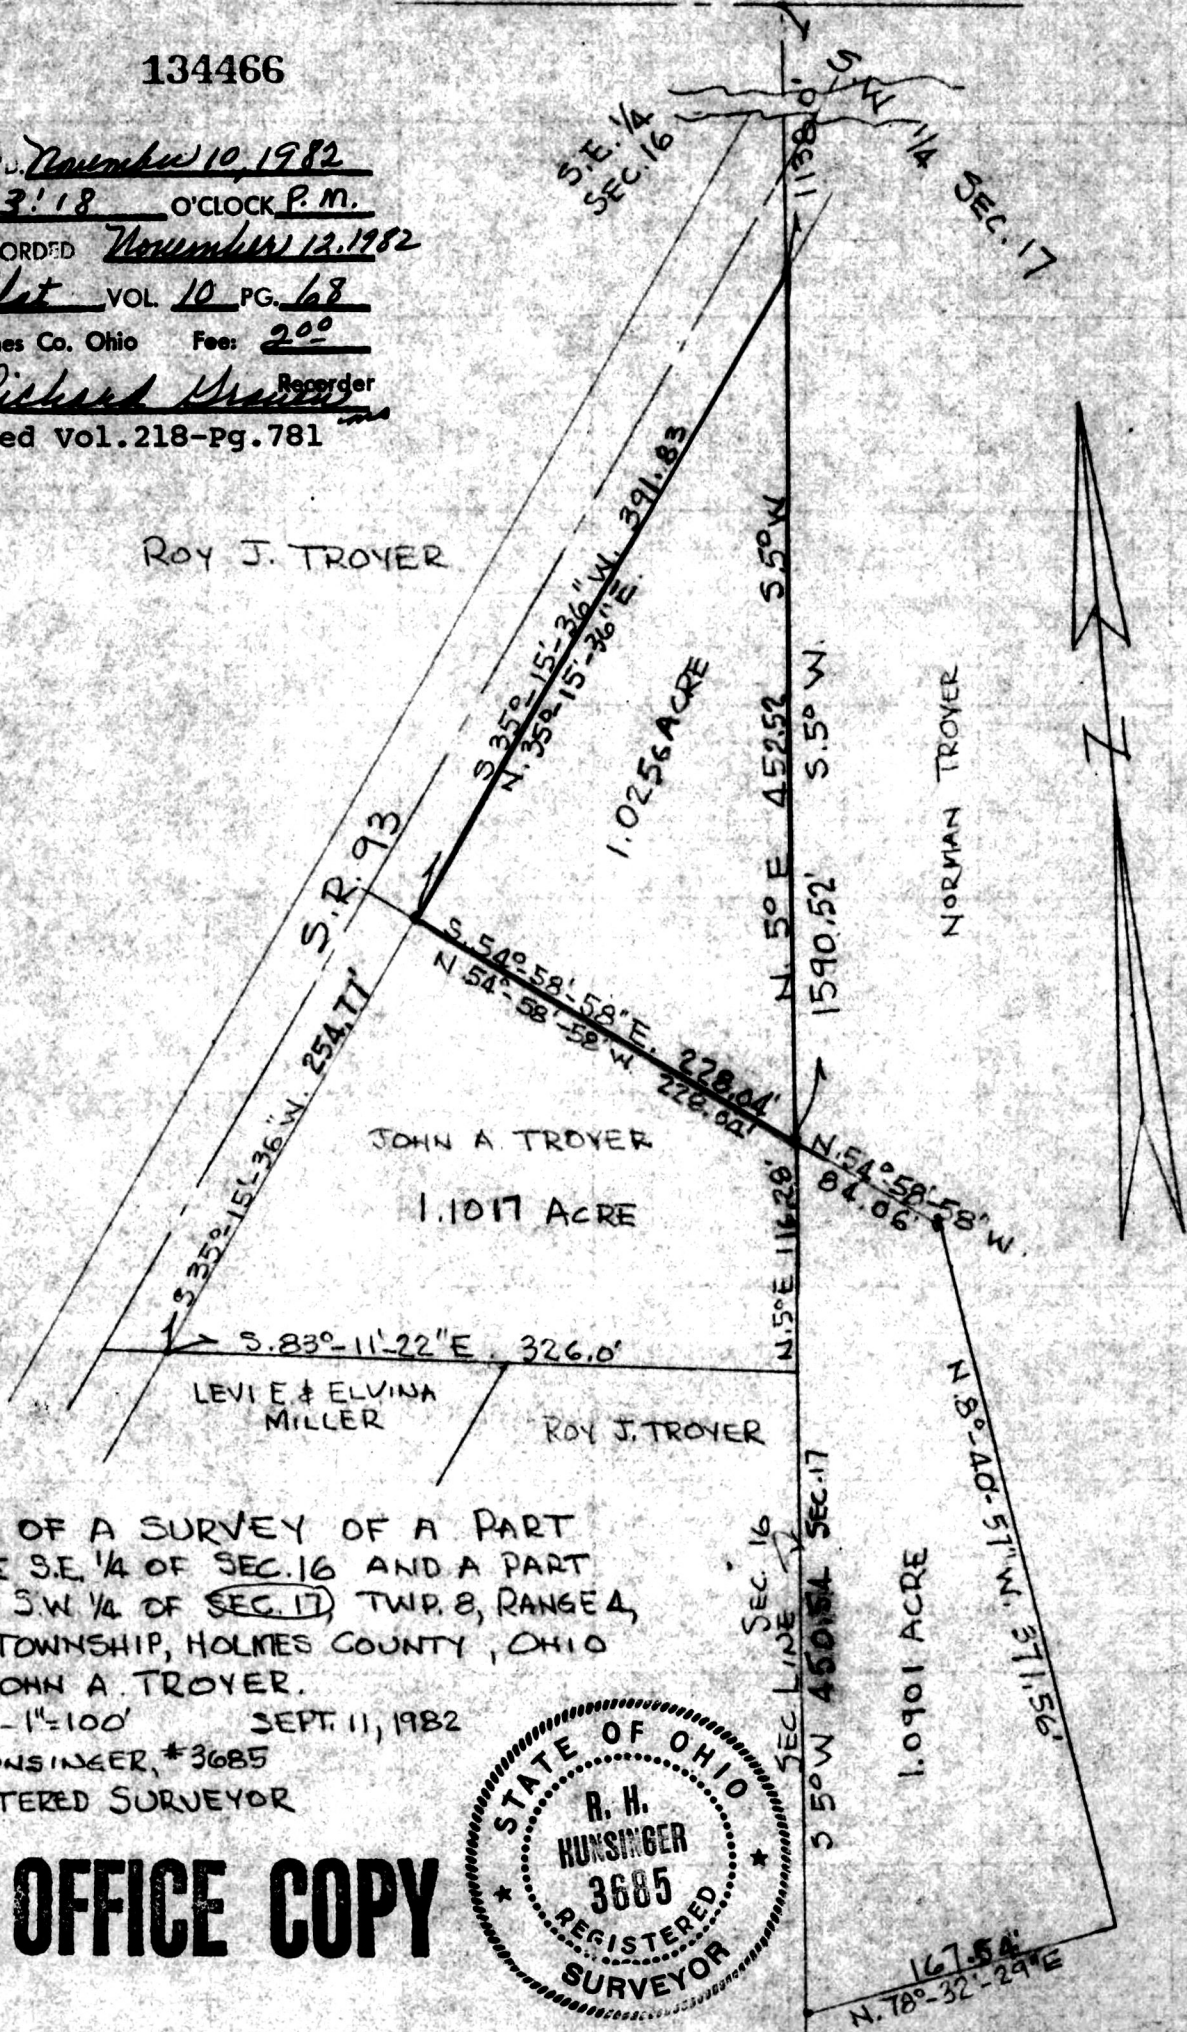 134466
November 10, 1982
3:18 O'CLOCK P.M.
ORDED November 12, 1982
VOL. 10 PG. 68
es Co. Ohio Fee: 2.00
Richard
Recorder
ed Vol.218-Pg.781
S.E. 1/4
SEC. 16
S.W. 1/4 SEC. 17
1138.0'
ROY J. TROYER
S. 35°-15'-36" W. 391.83
N. 35°-15'-36" E.
1.0256 ACRE
N. 5° E 452.52 S.5° W
1590.52' S.5° W.
NORMAN TROYER
Z
S.R. 93
S. 54°-58'-58" E. 228.04'
N 54°-58'-58" W 228.04'
S 35°-15'-36" W. 254.77'
JOHN A TROYER
1.1017 ACRE
N.5°E 116.28'
N.54°-58'-58" W.
84.06'
S.83°-11'-22"E. 326.0'
LEVI E & ELVINA
MILLER
ROY J. TROYER
N.8°-40'-57" W. 371.56'
SEC. 16
SEC. LINE
SEC. 17
S 5° W 450.54
1.0901 ACRE
167.54'
N. 78°-32'-29" E
OF A SURVEY OF A PART
E S.E. 1/4 OF SEC. 16 AND A PART
S.W 1/4 OF SEC. 17, TWP. 8, RANGE 4,
TOWNSHIP, HOLMES COUNTY, OHIO
OHN A. TROYER.
- 1"=100' SEPT. 11, 1982
NSINGER, #3685
TERED SURVEYOR
OFFICE COPY
STATE OF OHIO
R. H.
HUNSINGER
3685
REGISTERED
SURVEYOR